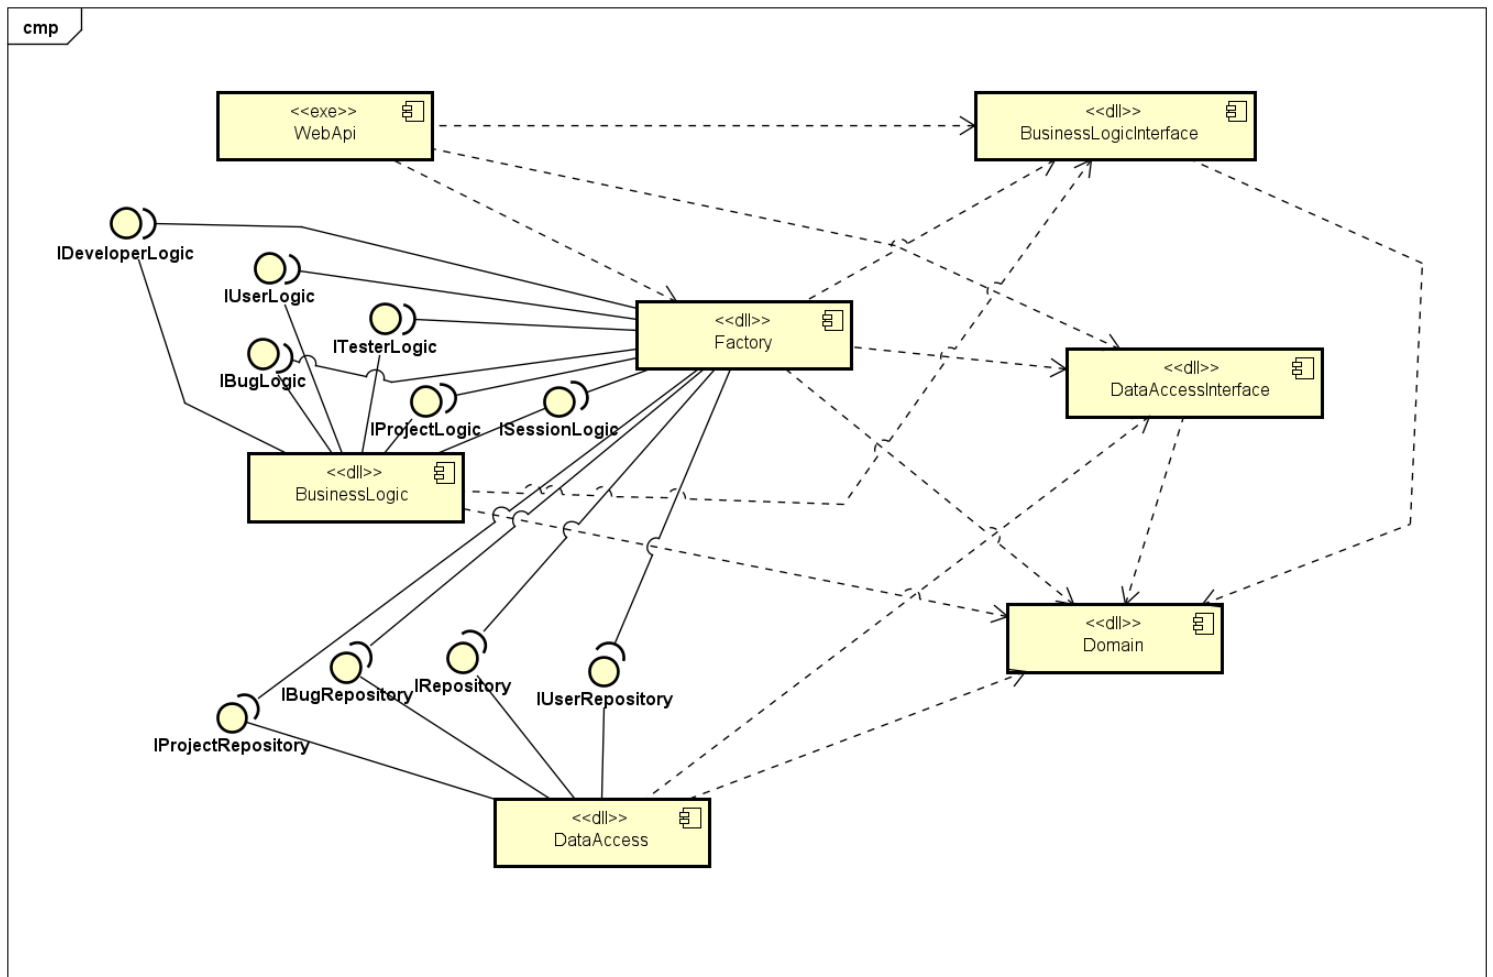 cmp
<<exe>>
WebApi
<<dll>>
BusinessLogicInterface
IDeveloperLogic
IUserLogic
ITesterLogic
IBugLogic
IProjectLogic
ISessionLogic
<<dll>>
Factory
<<dll>>
DataAccessInterface
<<dll>>
BusinessLogic
<<dll>>
Domain
IProjectRepository
IBugRepository
IRepository
IUserRepository
<<dll>>
DataAccess